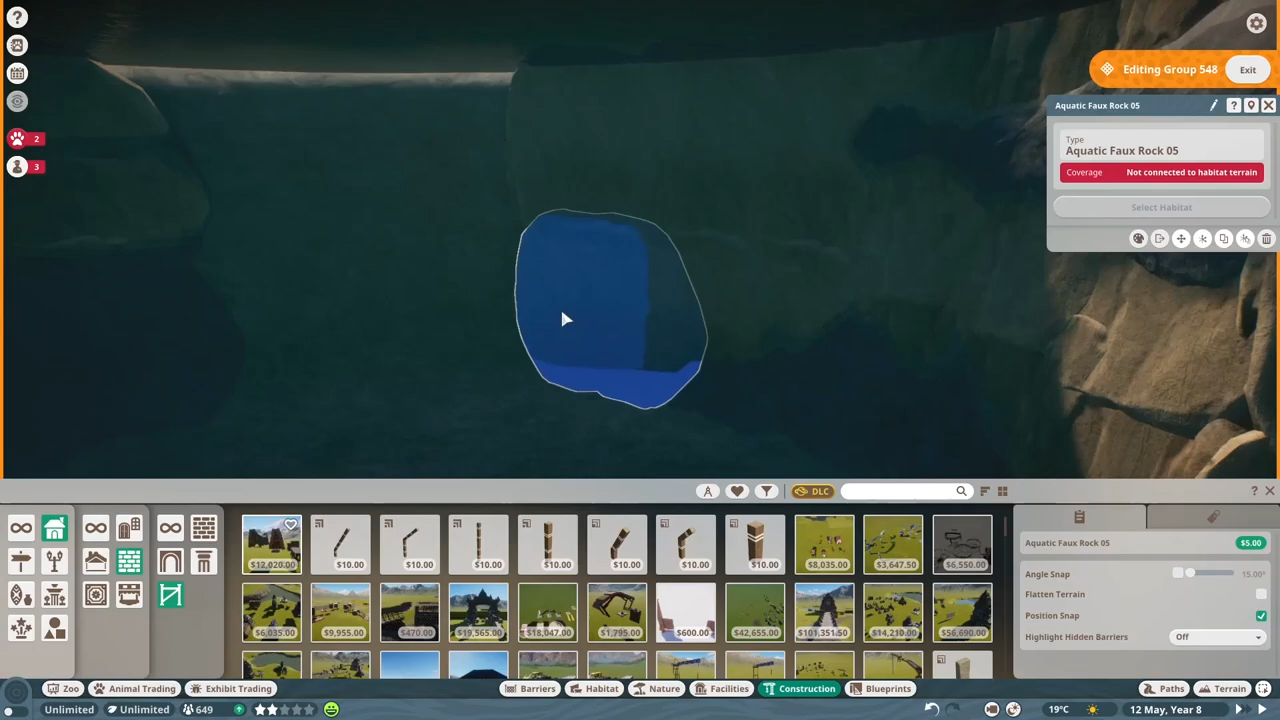 ?
Editing Group 548
Exit
Aquatic Faux Rock 05
?
2
Type
Aquatic Faux Rock 05
3
Coverage
Not connected to habitat terrain
Select Habitat
DLC
?
$12,020.00
$10.00
$10.00
$10.00
$10.00
$10.00
$10.00
$10.00
$8,035.00
$3,647.50
$6,550.00
Aquatic Faux Rock 05
$5.00
Angle Snap
15.00°
Flatten Terrain
Position Snap
Highlight Hidden Barriers
Off
$6,035.00
$9,955.00
$470.00
$19,565.00
$18,047.00
$1,795.00
$600.00
$42,655.00
$101,351.50
$14,210.00
$56,690.00
Zoo
Animal Trading
Exhibit Trading
Barriers
Habitat
Nature
Facilities
Construction
Blueprints
Paths
Terrain
Unlimited
Unlimited
649
19°C
12 May, Year 8